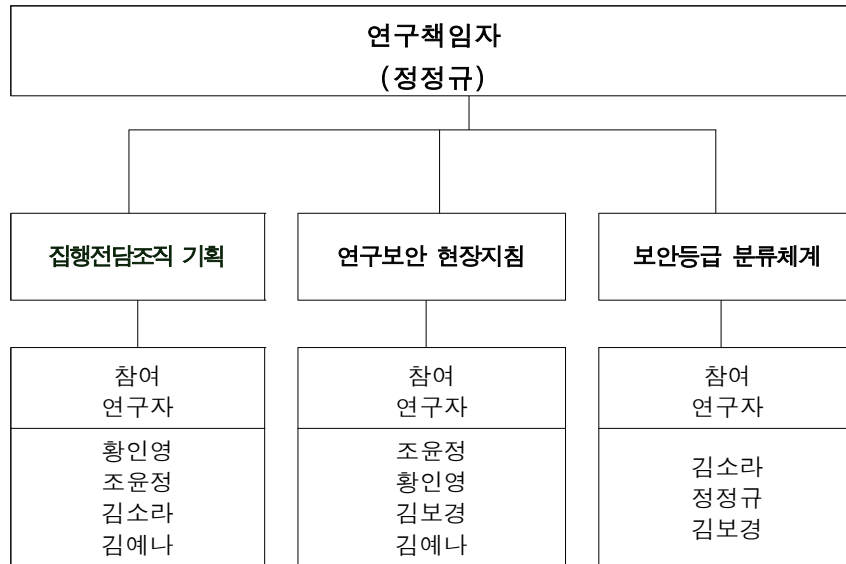 연구책임자
(정정규)
집행전담조직 기획
연구보안 현장지침
보안등급 분류체계
참여
연구자
황인영
조윤정
김소라
김예나
참여
연구자
조윤정
황인영
김보경
김예나
참여
연구자
김소라
정정규
김보경